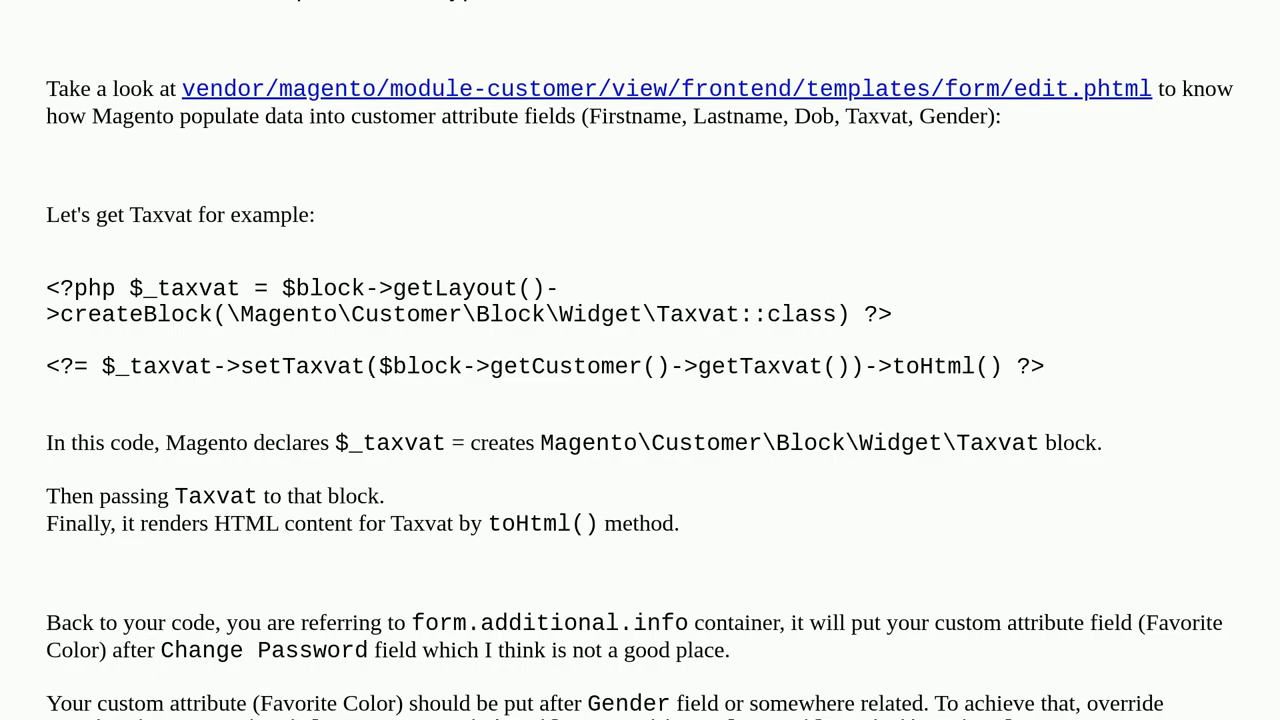 Take a look at vendor/magento/module-customer/view/frontend/templates/form/edit.phtml to know
how Magento populate data into customer attribute fields (Firstname, Lastname, Dob, Taxvat, Gender):
Let's get Taxvat for example:
<?php $_taxvat = $block->getLayout()-
>createBlock(\Magento\Customer\Block\Widget\Taxvat::class) ?>
<?= $_taxvat->setTaxvat($block->getCustomer()->getTaxvat())->toHtml() ?>
In this code, Magento declares $_taxvat = creates Magento\Customer\Block\Widget\Taxvat block.
Then passing Taxvat to that block.
Finally, it renders HTML content for Taxvat by toHtml() method.
Back to your code, you are referring to form.additional.info container, it will put your custom attribute field (Favorite
Color) after Change Password field which I think is not a good place.
Your custom attribute (Favorite Color) should be put after Gender field or somewhere related. To achieve that, override